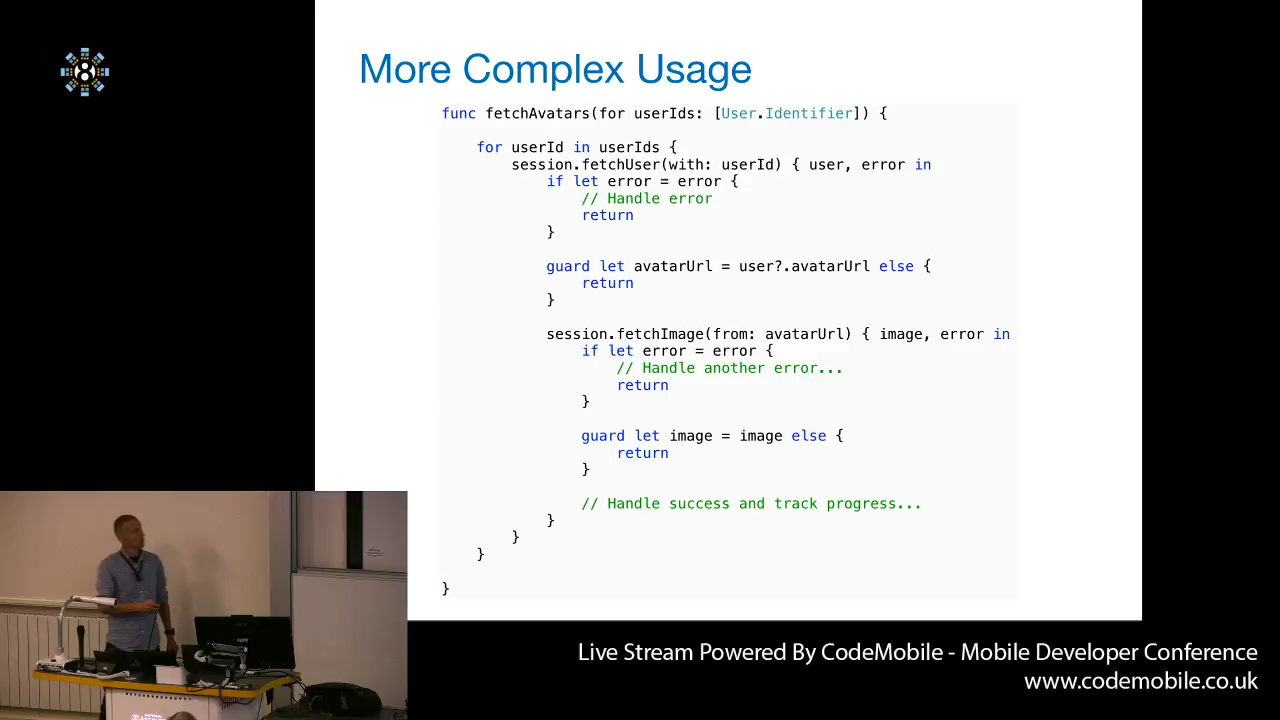 More Complex Usage
func fetchAvatars(for userIds: [User.Identifier]) {
for userId in userIds {
session.fetchUser(with: userId) { user, error in
if let error = error {
// Handle error
return
}
guard let avatarUrl = user?.avatarUrl else {
return
}
session.fetchImage(from: avatarUrl) { image, error in
if let error = error {
// Handle another error...
return
}
guard let image = image else {
return
}
// Handle success and track progress...
}
}
}
}
Live Stream Powered By CodeMobile - Mobile Developer Conference
www.codemobile.co.uk